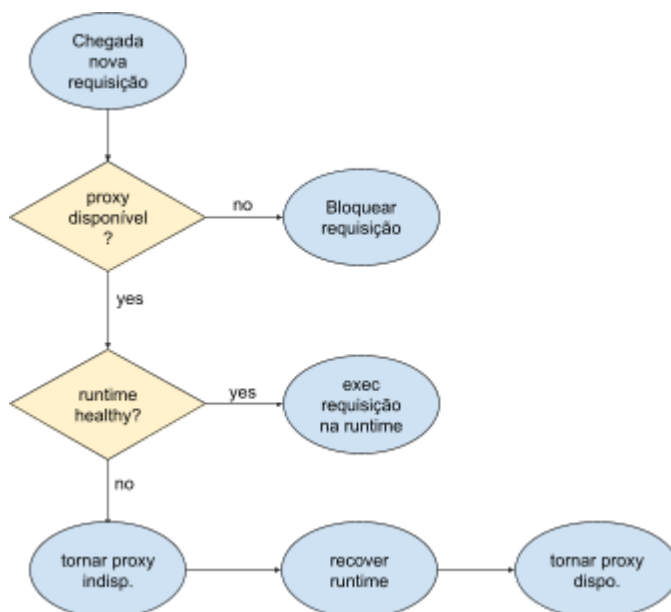 Chegada
nova
requisição
proxy
disponível
?
no
Bloquear
requisição
yes
runtime
healthy?
yes
exec
requisição
na runtime
no
tornar proxy
indisp.
recover
runtime
tornar proxy
dispo.